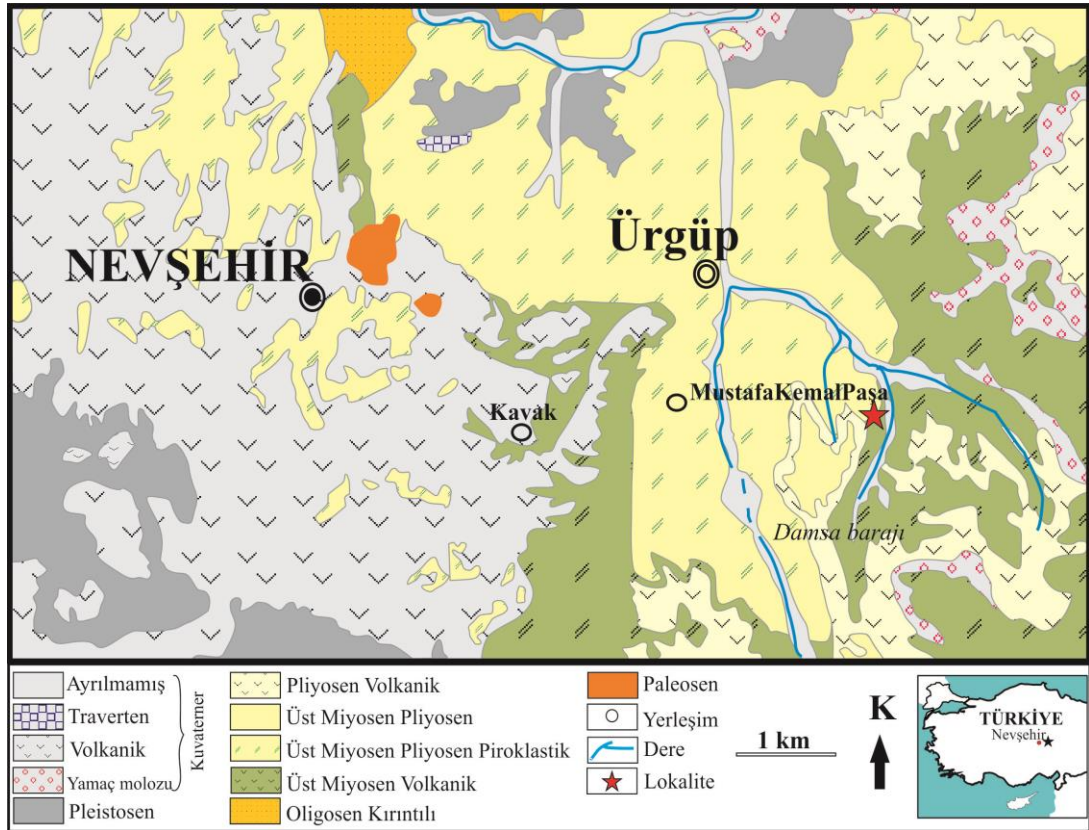 NEVŞEHİR
Ürgüp
MustafaKemalPaşa
Kavak
Damsa barajı
Ayrılmamış
Traverten
Volkanik
Yamaç molozu
Kuvaterner
Pleistosen
Pliyosen Volkanik
Üst Miyosen Pliyosen
Üst Miyosen Pliyosen Piroklastik
Üst Miyosen Volkanik
Oligosen Kırıntılı
Paleosen
Yerleşim
Dere
Lokalite
1 km
K
TÜRKİYE
Nevşehir